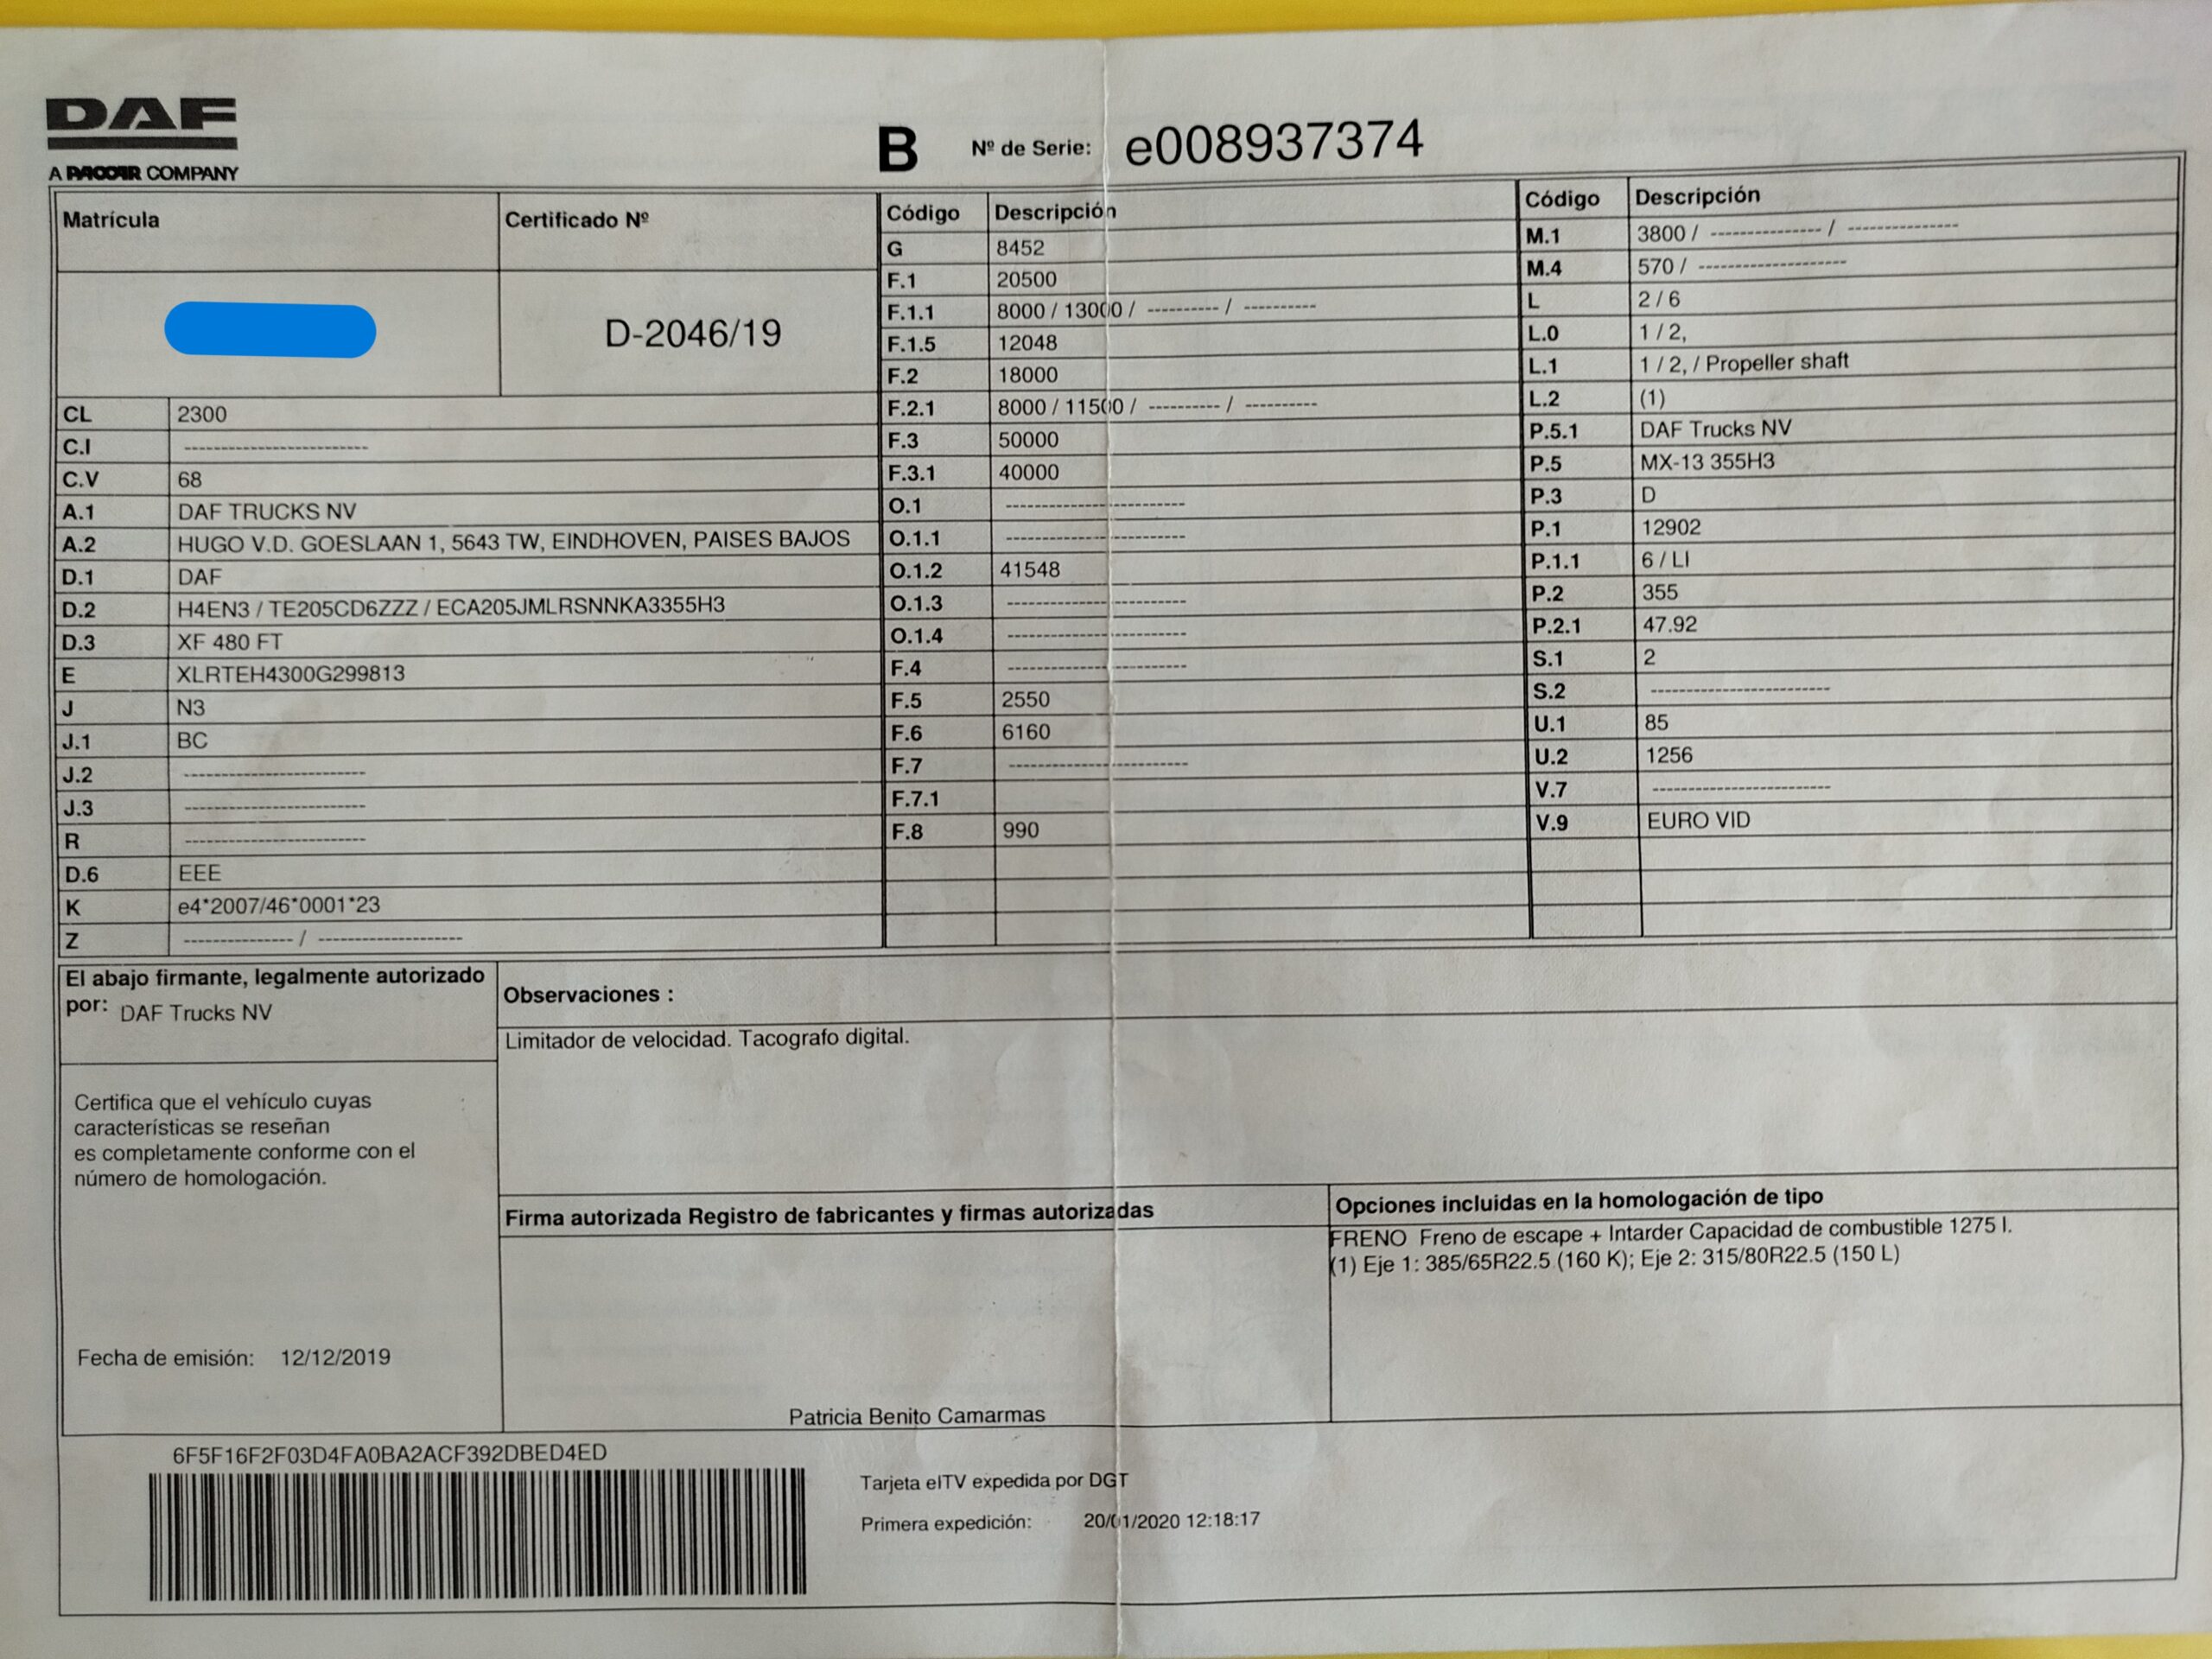 DAF
A PACCAR COMPANY
B Nº de Serie: e008937374
Matrícula Certificado Nº
D-2046/19
CL 2300
C.I ---------------------
C.V 68
A.1 DAF TRUCKS NV
A.2 HUGO V.D. GOESLAAN 1, 5643 TW, EINDHOVEN, PAISES BAJOS
D.1 DAF
D.2 H4EN3 / TE205CD6ZZZ / ECA205JMLRSNNKA3355H3
D.3 XF 480 FT
E XLRTEH4300G299813
J N3
J.1 BC
J.2 ---------------------
J.3 ---------------------
R ---------------------
D.6 EEE
K e4*2007/46*0001*23
Z --------------- / --------------------
Código Descripción
G 8452
F.1 20500
F.1.1 8000 / 13000 / ---------- / ----------
F.1.5 12048
F.2 18000
F.2.1 8000 / 11500 / ---------- / ----------
F.3 50000
F.3.1 40000
O.1 -------------------------
O.1.1 -------------------------
O.1.2 41548
O.1.3 -------------------------
O.1.4 -------------------------
F.4 -------------------------
F.5 2550
F.6 6160
F.7 -------------------------
F.7.1
F.8 990
Código Descripción
M.1 3800 / --------------- / ---------------
M.4 570 / --------------------
L 2 / 6
L.0 1 / 2,
L.1 1 / 2, / Propeller shaft
L.2 (1)
P.5.1 DAF Trucks NV
P.5 MX-13 355H3
P.3 D
P.1 12902
P.1.1 6 / LI
P.2 355
P.2.1 47.92
S.1 2
S.2 -------------------------
U.1 85
U.2 1256
V.7 -------------------------
V.9 EURO VID
El abajo firmante, legalmente autorizado
por: DAF Trucks NV
Certifica que el vehículo cuyas
características se reseñan
es completamente conforme con el
número de homologación.
Fecha de emisión: 12/12/2019
Observaciones :
Limitador de velocidad. Tacografo digital.
Firma autorizada Registro de fabricantes y firmas autorizadas
Patricia Benito Camarmas
Opciones incluidas en la homologación de tipo
FRENO Freno de escape + Intarder Capacidad de combustible 1275 l.
(1) Eje 1: 385/65R22.5 (160 K); Eje 2: 315/80R22.5 (150 L)
6F5F16F2F03D4FA0BA2ACF392DBED4ED
Tarjeta eITV expedida por DGT
Primera expedición: 20/01/2020 12:18:17